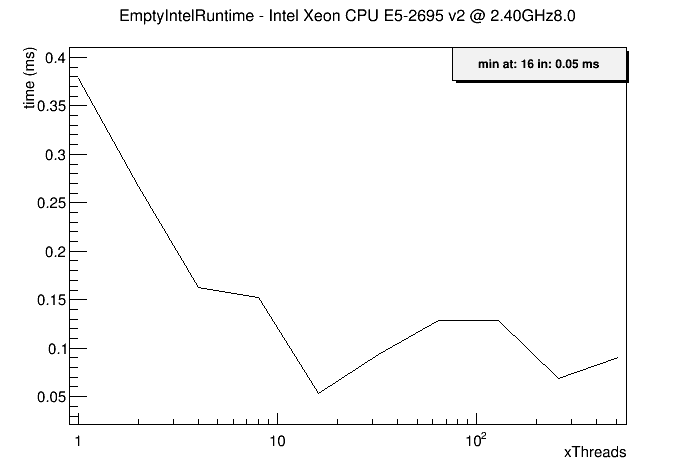 EmptyIntelRuntime - Intel Xeon CPU E5-2695 v2 @ 2.40GHz8.0
min at: 16 in: 0.05 ms
time (ms)
0.4
0.35
0.3
0.25
0.2
0.15
0.1
0.05
1 10 10²
xThreads